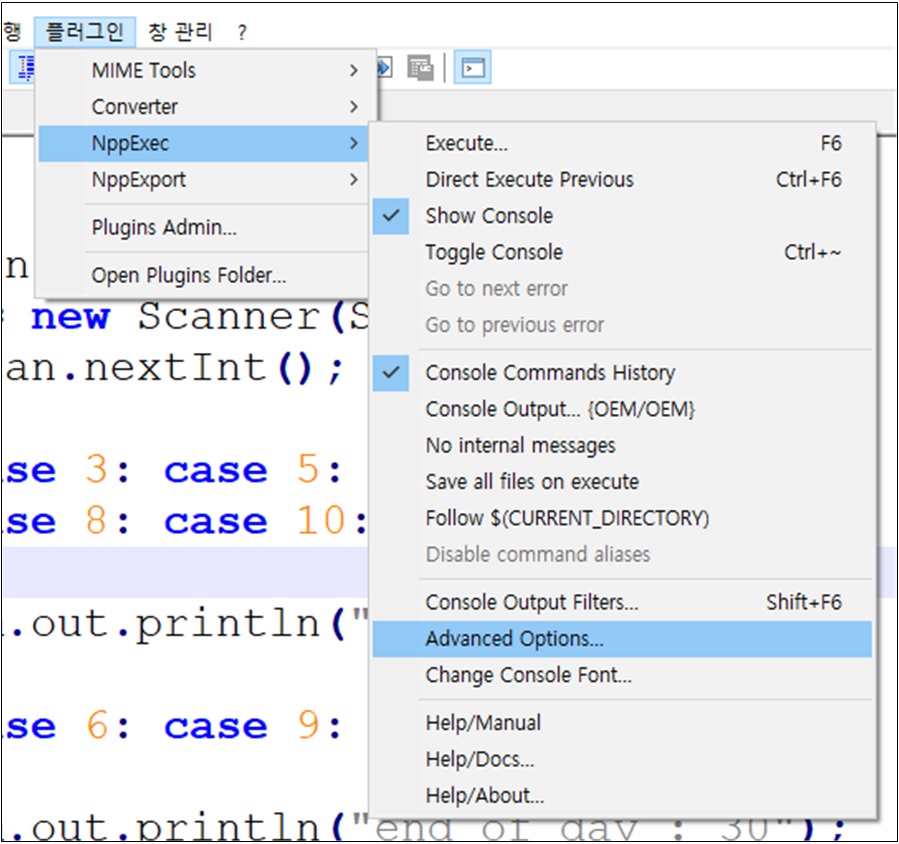 행 플러그인 창 관리 ?
MIME Tools
Converter
NppExec
NppExport
Plugins Admin...
Open Plugins Folder...
Execute... F6
Direct Execute Previous Ctrl+F6
Show Console
Toggle Console Ctrl+~
Go to next error
Go to previous error
Console Commands History
Console Output... {OEM/OEM}
No internal messages
Save all files on execute
Follow $(CURRENT_DIRECTORY)
Disable command aliases
Console Output Filters... Shift+F6
Advanced Options...
Change Console Font...
Help/Manual
Help/Docs...
Help/About...
n
new Scanner(S
an.nextInt();
se 3: case 5:
se 8: case 10:
.out.println("
se 6: case 9:
.out.println("end of day : 30");